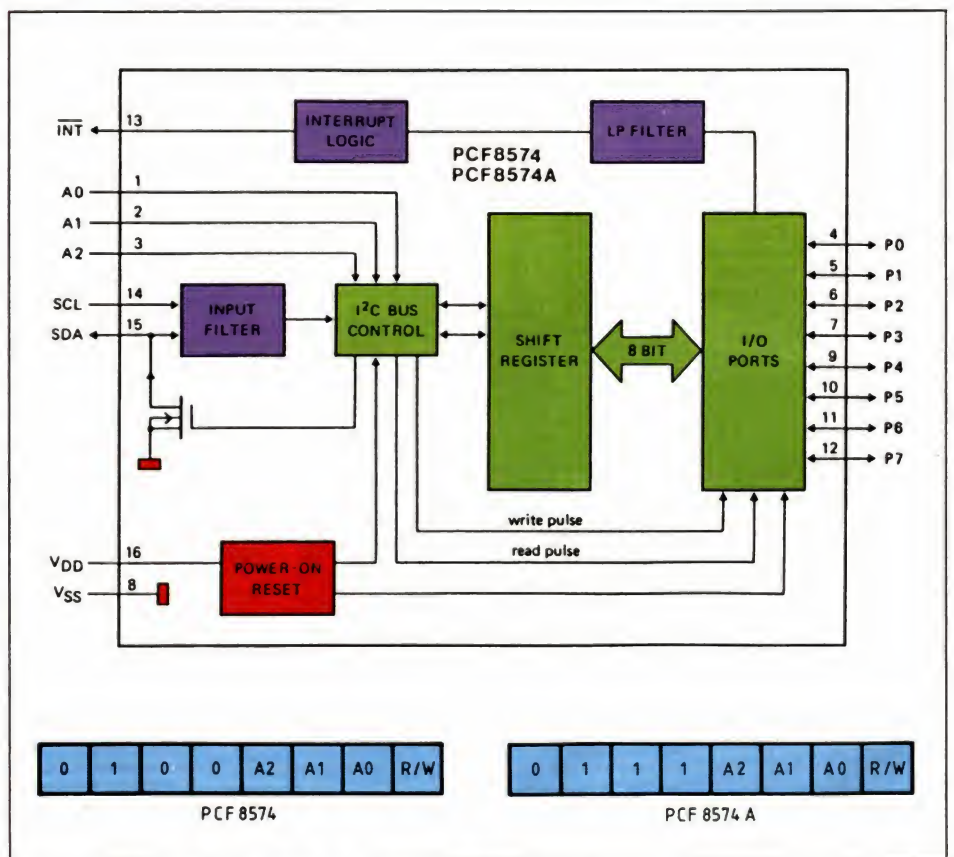 INTERRUPT
LOGIC
LP FILTER
PCF8574
PCF8574A
INT
13
A0
1
A1
2
A2
3
SCL
14
SDA
15
INPUT
FILTER
I²C BUS
CONTROL
SHIFT
REGISTER
8 BIT
I/O
PORTS
4
P0
5
P1
6
P2
7
P3
9
P4
10
P5
11
P6
12
P7
write pulse
read pulse
VDD
16
VSS
8
POWER-ON
RESET
0 1 0 0 A2 A1 A0 R/W
PCF 8574
0 1 1 1 A2 A1 A0 R/W
PCF 8574 A